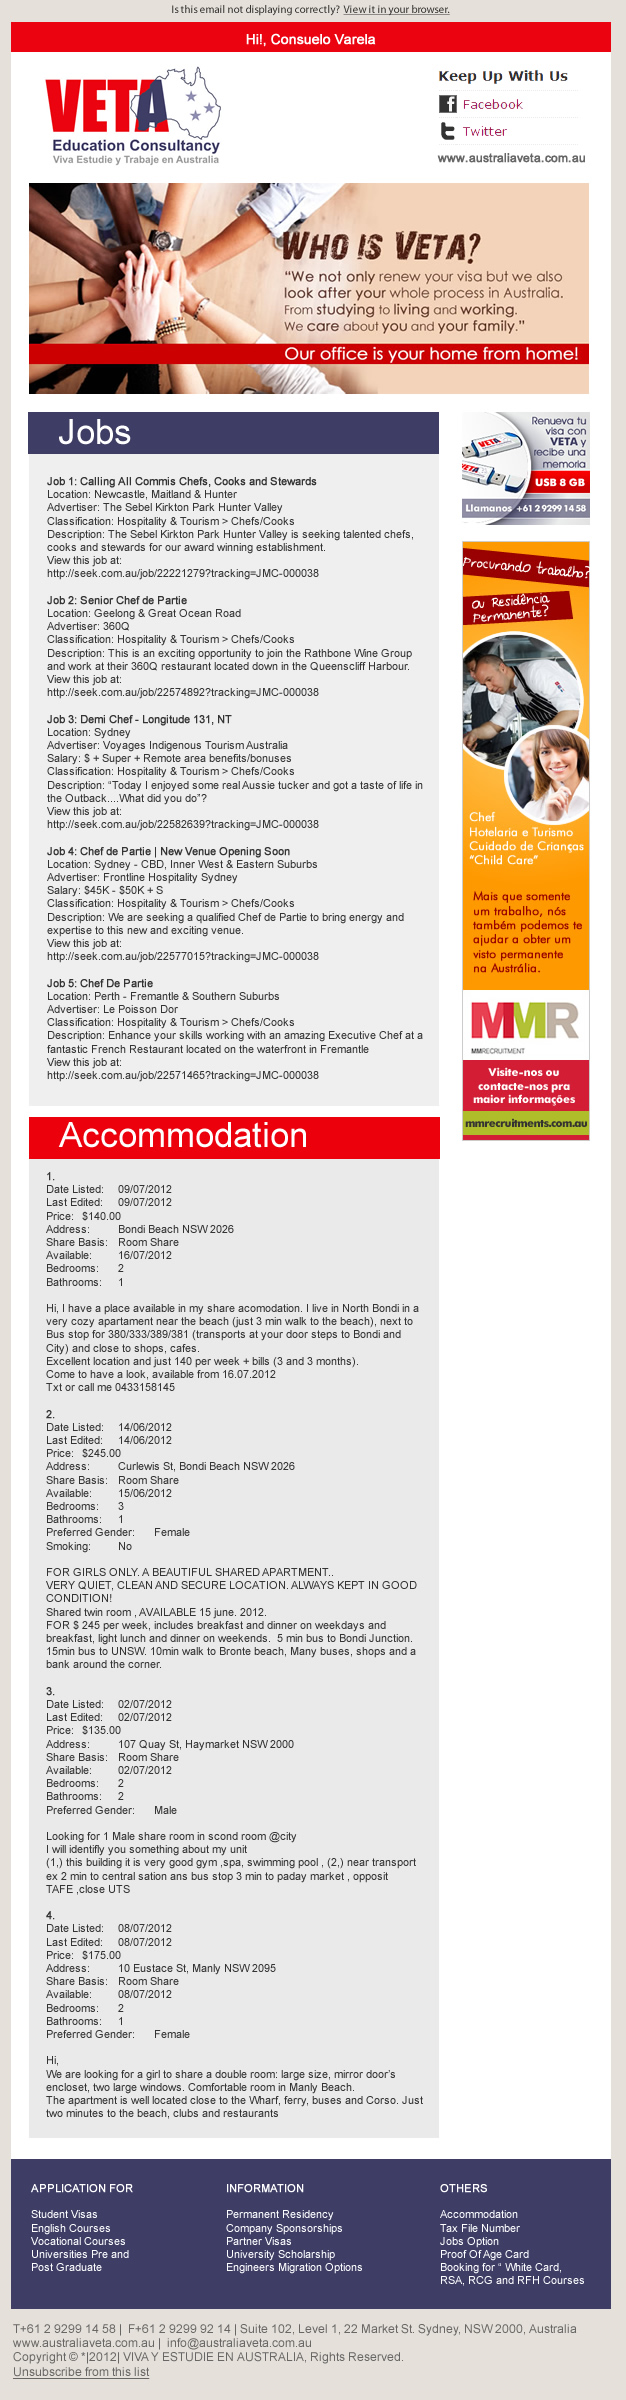 Is this email not displaying correctly? View it in your browser.
Hi!, Consuelo Varela
VETA
Education Consultancy
Viva Estudie y Trabaje en Australia
Keep Up With Us
Facebook
Twitter
www.australiaveta.com.au
WHO IS VETA?
“We not only renew your visa but we also
look after your whole process in Australia.
From studying to living and working.
We care about you and your family.”
Our office is your home from home!
Jobs
Job 1: Calling All Commis Chefs, Cooks and Stewards
Location: Newcastle, Maitland & Hunter
Advertiser: The Sebel Kirkton Park Hunter Valley
Classification: Hospitality & Tourism > Chefs/Cooks
Description: The Sebel Kirkton Park Hunter Valley is seeking talented chefs,
cooks and stewards for our award winning establishment.
View this job at:
http://seek.com.au/job/22221279?tracking=JMC-000038
Job 2: Senior Chef de Partie
Location: Geelong & Great Ocean Road
Advertiser: 360Q
Classification: Hospitality & Tourism > Chefs/Cooks
Description: This is an exciting opportunity to join the Rathbone Wine Group
and work at their 360Q restaurant located down in the Queenscliff Harbour.
View this job at:
http://seek.com.au/job/22574892?tracking=JMC-000038
Job 3: Demi Chef - Longitude 131, NT
Location: Sydney
Advertiser: Voyages Indigenous Tourism Australia
Salary: $ + Super + Remote area benefits/bonuses
Classification: Hospitality & Tourism > Chefs/Cooks
Description: “Today I enjoyed some real Aussie tucker and got a taste of life in
the Outback....What did you do”?
View this job at:
http://seek.com.au/job/22582639?tracking=JMC-000038
Job 4: Chef de Partie | New Venue Opening Soon
Location: Sydney - CBD, Inner West & Eastern Suburbs
Advertiser: Frontline Hospitality Sydney
Salary: $45K - $50K + S
Classification: Hospitality & Tourism > Chefs/Cooks
Description: We are seeking a qualified Chef de Partie to bring energy and
expertise to this new and exciting venue.
View this job at:
http://seek.com.au/job/22577015?tracking=JMC-000038
Job 5: Chef De Partie
Location: Perth - Fremantle & Southern Suburbs
Advertiser: Le Poisson Dor
Classification: Hospitality & Tourism > Chefs/Cooks
Description: Enhance your skills working with an amazing Executive Chef at a
fantastic French Restaurant located on the waterfront in Fremantle
View this job at:
http://seek.com.au/job/22571465?tracking=JMC-000038
Renueva tu
visa con
VETA y
recibe una
memoria
USB 8 GB
Llamanos +61 2 9299 14 58
Procurando trabalho?
Ou Residência
Permanente?
Chef
Hotelaria e Turismo
Cuidado de Crianças
“Child Care”
Mais que somente
um trabalho, nós
também podemos te
ajudar a obter um
visto permanente
na Austrália.
MMR
MMRECRUITMENT
Visite-nos ou
contacte-nos pra
maior informações
mmrecruitments.com.au
Accommodation
1.
Date Listed: 09/07/2012
Last Edited: 09/07/2012
Price: $140.00
Address: Bondi Beach NSW 2026
Share Basis: Room Share
Available: 16/07/2012
Bedrooms: 2
Bathrooms: 1
Hi, I have a place available in my share acomodation. I live in North Bondi in a
very cozy apartament near the beach (just 3 min walk to the beach), next to
Bus stop for 380/333/389/381 (transports at your door steps to Bondi and
City) and close to shops, cafes.
Excellent location and just 140 per week + bills (3 and 3 months).
Come to have a look, available from 16.07.2012
Txt or call me 0433158145
2.
Date Listed: 14/06/2012
Last Edited: 14/06/2012
Price: $245.00
Address: Curlewis St, Bondi Beach NSW 2026
Share Basis: Room Share
Available: 15/06/2012
Bedrooms: 3
Bathrooms: 1
Preferred Gender: Female
Smoking: No
FOR GIRLS ONLY. A BEAUTIFUL SHARED APARTMENT..
VERY QUIET, CLEAN AND SECURE LOCATION. ALWAYS KEPT IN GOOD
CONDITION!
Shared twin room , AVAILABLE 15 june. 2012.
FOR $ 245 per week, includes breakfast and dinner on weekdays and
breakfast, light lunch and dinner on weekends. 5 min bus to Bondi Junction.
15min bus to UNSW. 10min walk to Bronte beach, Many buses, shops and a
bank around the corner.
3.
Date Listed: 02/07/2012
Last Edited: 02/07/2012
Price: $135.00
Address: 107 Quay St, Haymarket NSW 2000
Share Basis: Room Share
Available: 02/07/2012
Bedrooms: 2
Bathrooms: 2
Preferred Gender: Male
Looking for 1 Male share room in scond room @city
I will identifly you something about my unit
(1,) this building it is very good gym ,spa, swimming pool , (2,) near transport
ex 2 min to central sation ans bus stop 3 min to paday market , opposit
TAFE ,close UTS
4.
Date Listed: 08/07/2012
Last Edited: 08/07/2012
Price: $175.00
Address: 10 Eustace St, Manly NSW 2095
Share Basis: Room Share
Available: 08/07/2012
Bedrooms: 2
Bathrooms: 1
Preferred Gender: Female
Hi,
We are looking for a girl to share a double room: large size, mirror door’s
encloset, two large windows. Comfortable room in Manly Beach.
The apartment is well located close to the Wharf, ferry, buses and Corso. Just
two minutes to the beach, clubs and restaurants
APPLICATION FOR
Student Visas
English Courses
Vocational Courses
Universities Pre and
Post Graduate
INFORMATION
Permanent Residency
Company Sponsorships
Partner Visas
University Scholarship
Engineers Migration Options
OTHERS
Accommodation
Tax File Number
Jobs Option
Proof Of Age Card
Booking for “ White Card,
RSA, RCG and RFH Courses
T+61 2 9299 14 58 | F+61 2 9299 92 14 | Suite 102, Level 1, 22 Market St. Sydney, NSW 2000, Australia
www.australiaveta.com.au | info@australiaveta.com.au
Copyright © *|2012| VIVA Y ESTUDIE EN AUSTRALIA, Rights Reserved.
Unsubscribe from this list